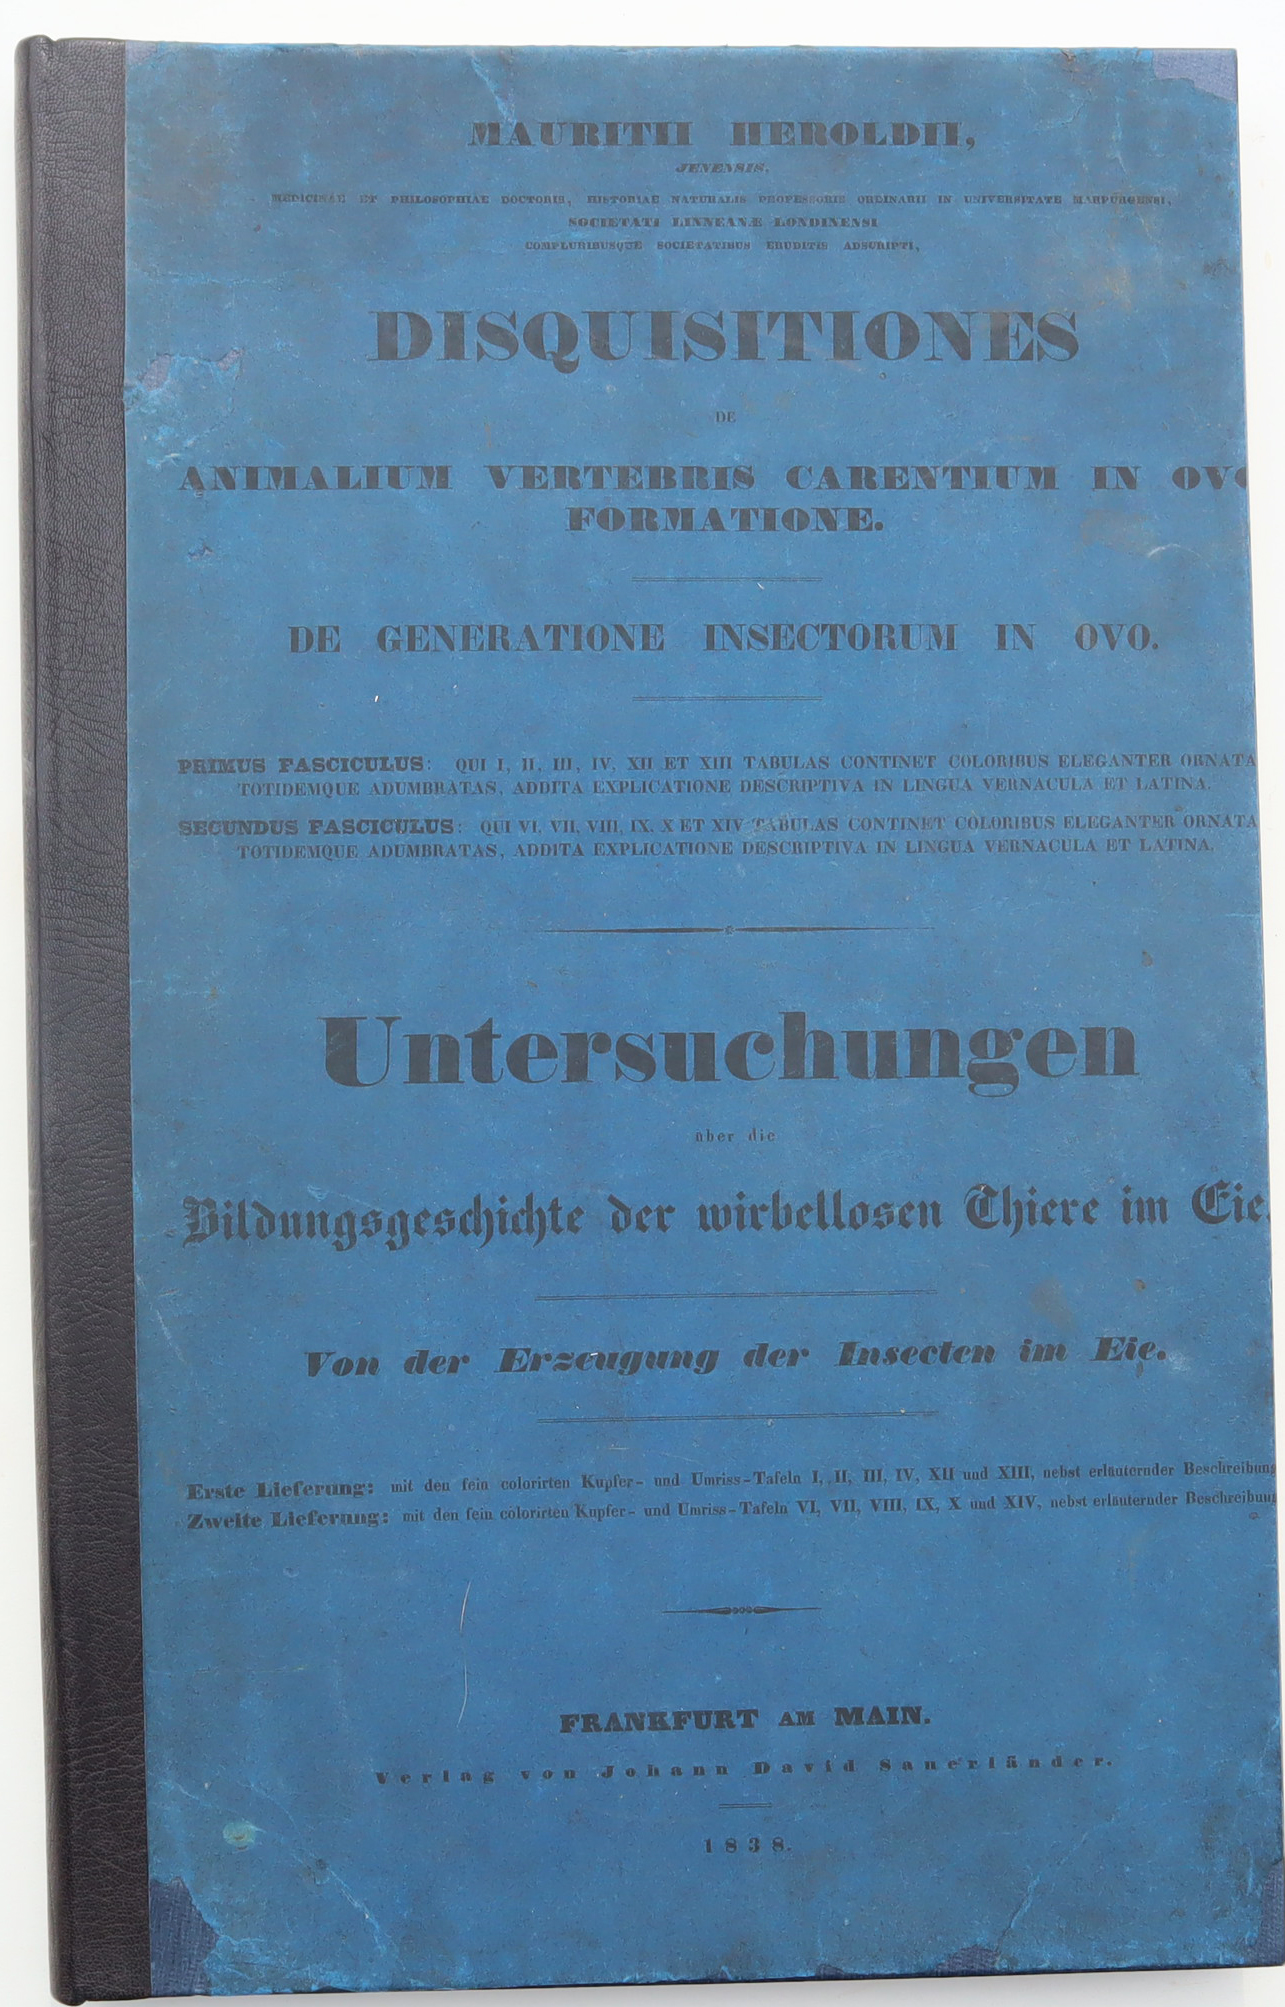 MAURITII HEROLDII,
JENENSIS,
MEDICINAE ET PHILOSOPHIAE DOCTORIS, HISTORIAE NATURALIS PROFESSORIS ORDINARII IN UNIVERSITATE MARBURGENSI,
SOCIETATI LINNEANÆ LONDINENSI
COMPLURIBUSQUE SOCIETATIBUS ERUDITIS ADSCRIPTI,
DISQUISITIONES
DE
ANIMALIUM VERTEBRIS CARENTIUM IN OVO
FORMATIONE.
DE GENERATIONE INSECTORUM IN OVO.
PRIMUS FASCICULUS: QUI I, II, III, IV, XII ET XIII TABULAS CONTINET COLORIBUS ELEGANTER ORNATA
TOTIDEMQUE ADUMBRATAS, ADDITA EXPLICATIONE DESCRIPTIVA IN LINGUA VERNACULA ET LATINA.
SECUNDUS FASCICULUS: QUI VI, VII, VIII, IX, X ET XIV TABULAS CONTINET COLORIBUS ELEGANTER ORNATA
TOTIDEMQUE ADUMBRATAS, ADDITA EXPLICATIONE DESCRIPTIVA IN LINGUA VERNACULA ET LATINA.
Untersuchungen
über die
Bildungsgeschichte der wirbellosen Thiere im Eie.
Von der Erzeugung der Insecten im Eie.
Erste Lieferung: mit den fein colorirten Kupfer- und Umriss-Tafeln I, II, III, IV, XII und XIII, nebst erläuternder Beschreibung
Zweite Lieferung: mit den fein colorirten Kupfer- und Umriss-Tafeln VI, VII, VIII, IX, X und XIV, nebst erläuternder Beschreibung
FRANKFURT AM MAIN.
Verlag von Johann David Sauerländer.
1838.